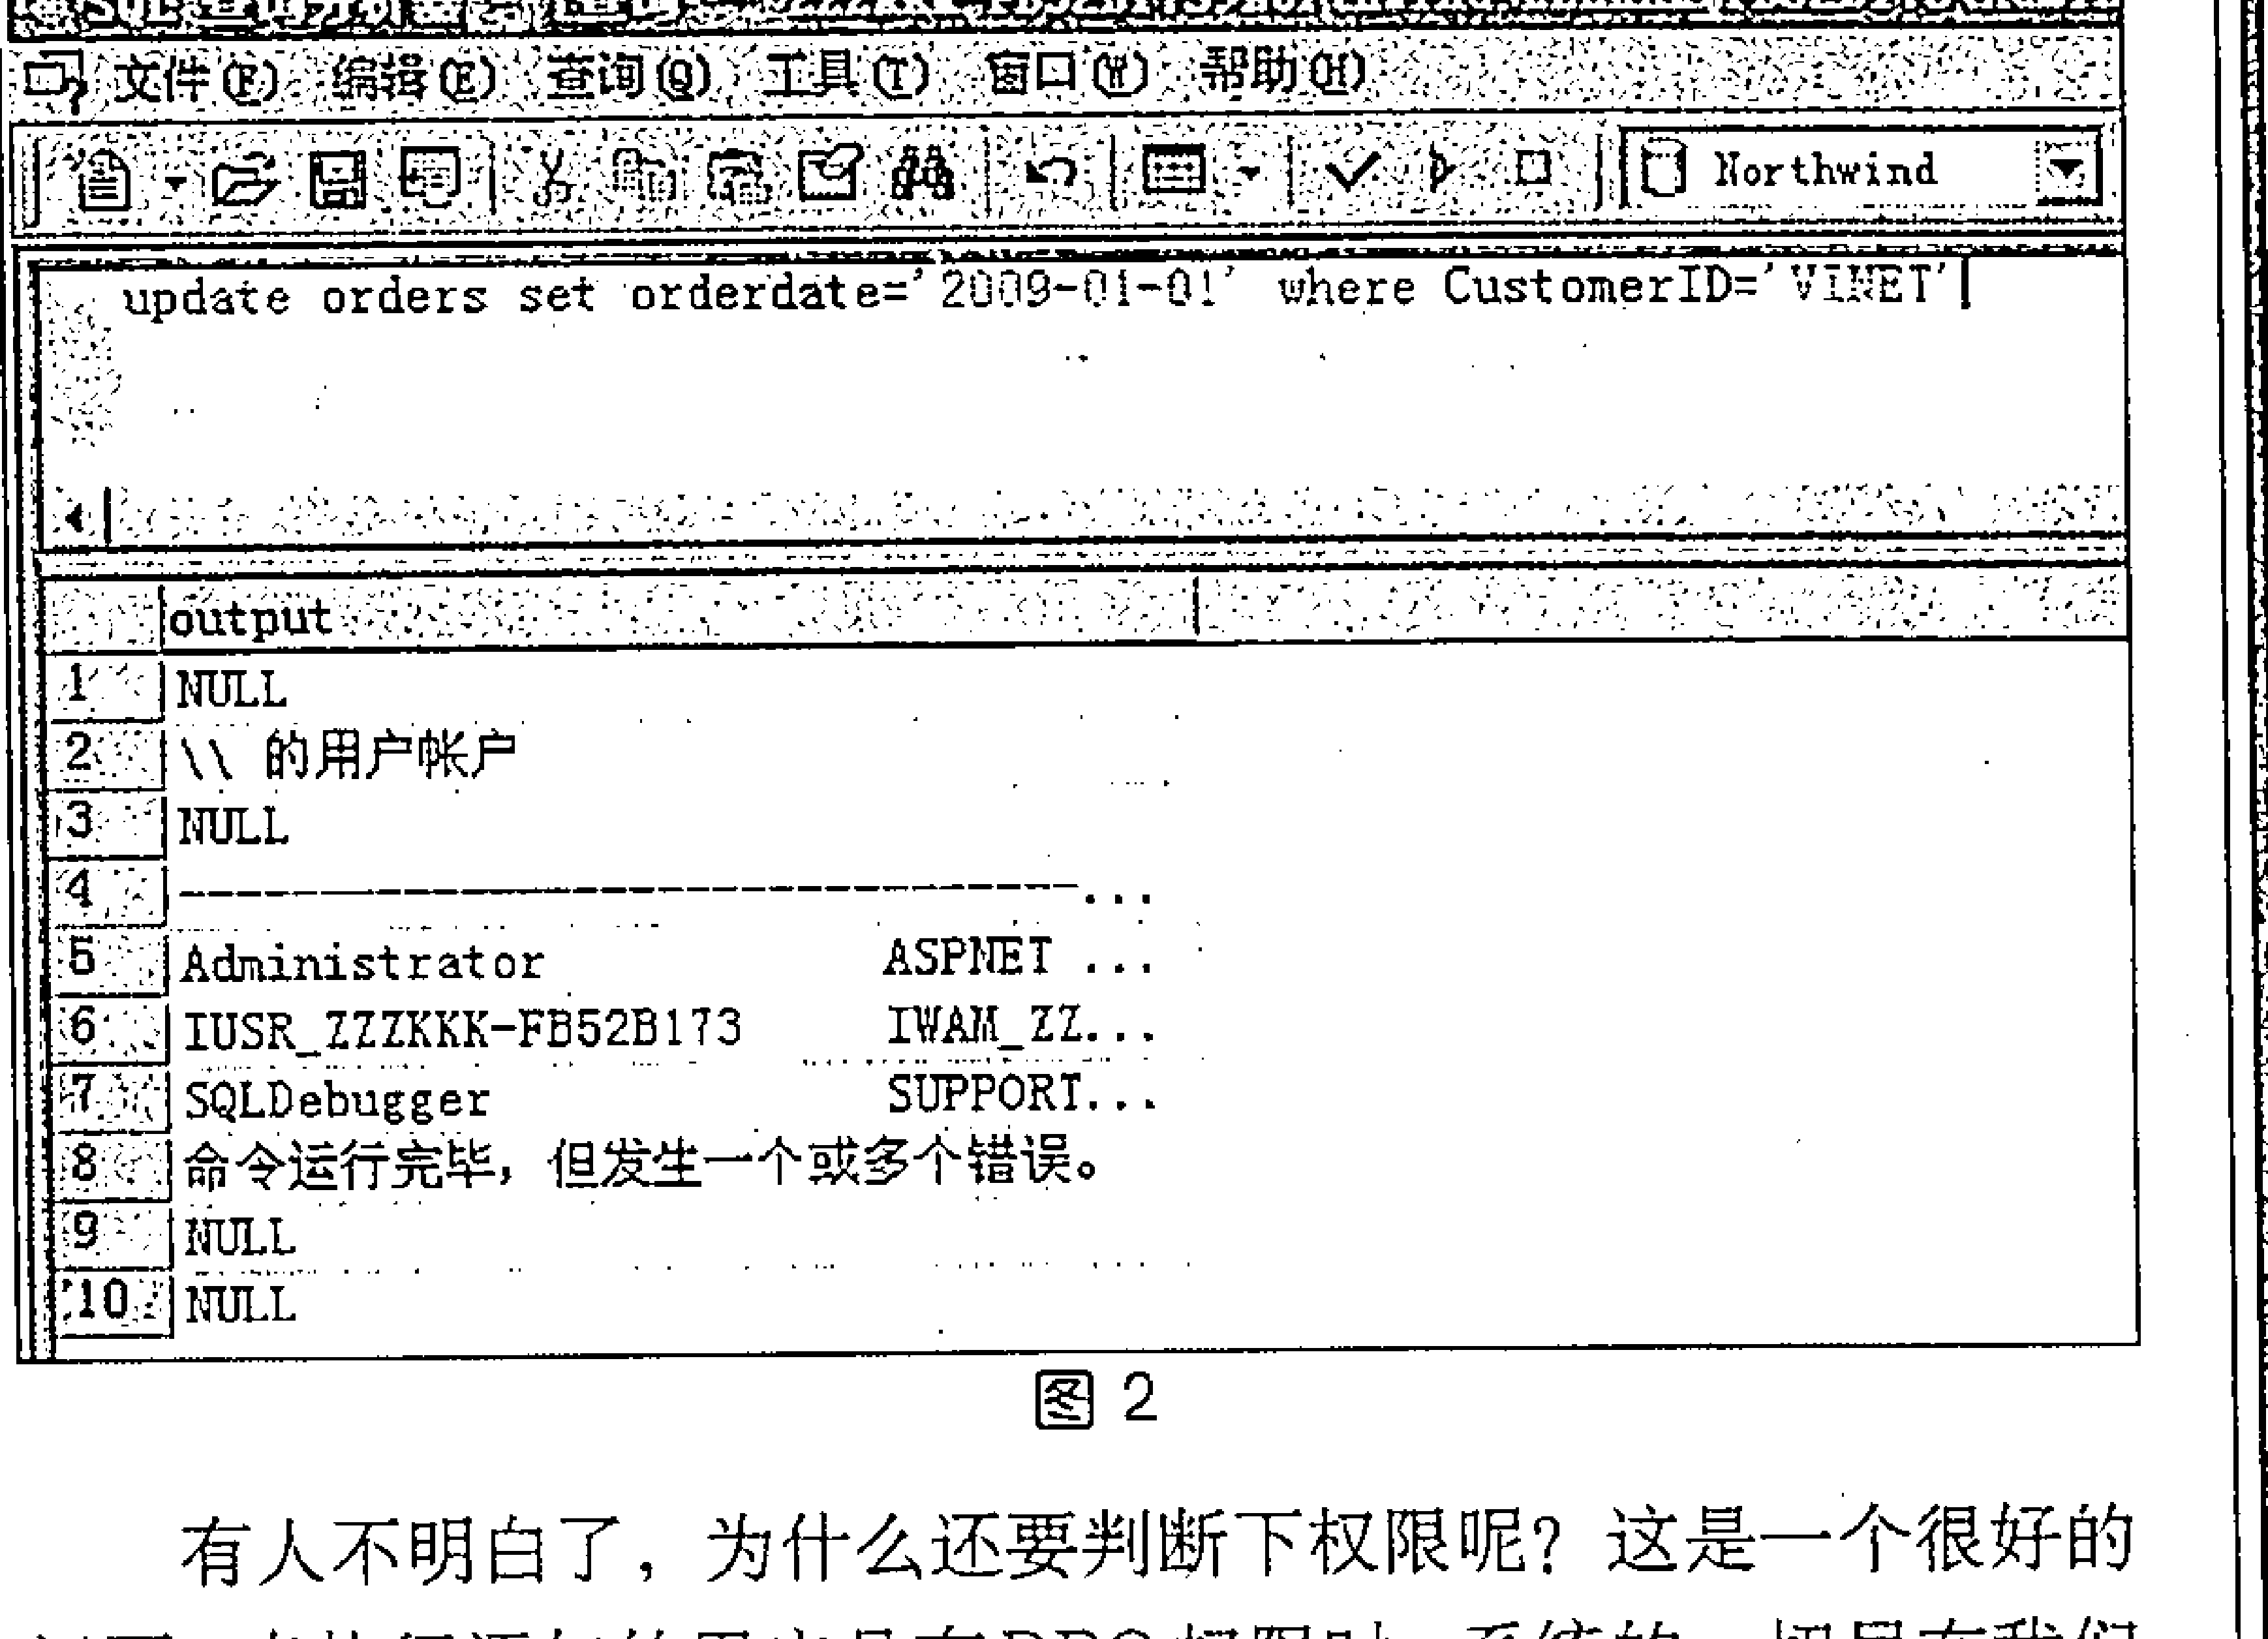 文件(F) 编辑(E) 查询(Q) 工具(T) 窗口(W) 帮助(H)
Northwind
update orders set orderdate='2009-01-01' where CustomerID='VINET'
output
1 NULL
2 \\ 的用户帐户
3 NULL
4 -------------------------------...
5 Administrator ASPNET ...
6 IUSR_ZZZKKK-FB52B173 IWAM_ZZ...
7 SQLDebugger SUPPORT...
8 命令运行完毕，但发生一个或多个错误。
9 NULL
10 NULL
图 2
有人不明白了，为什么还要判断下权限呢？这是一个很好的